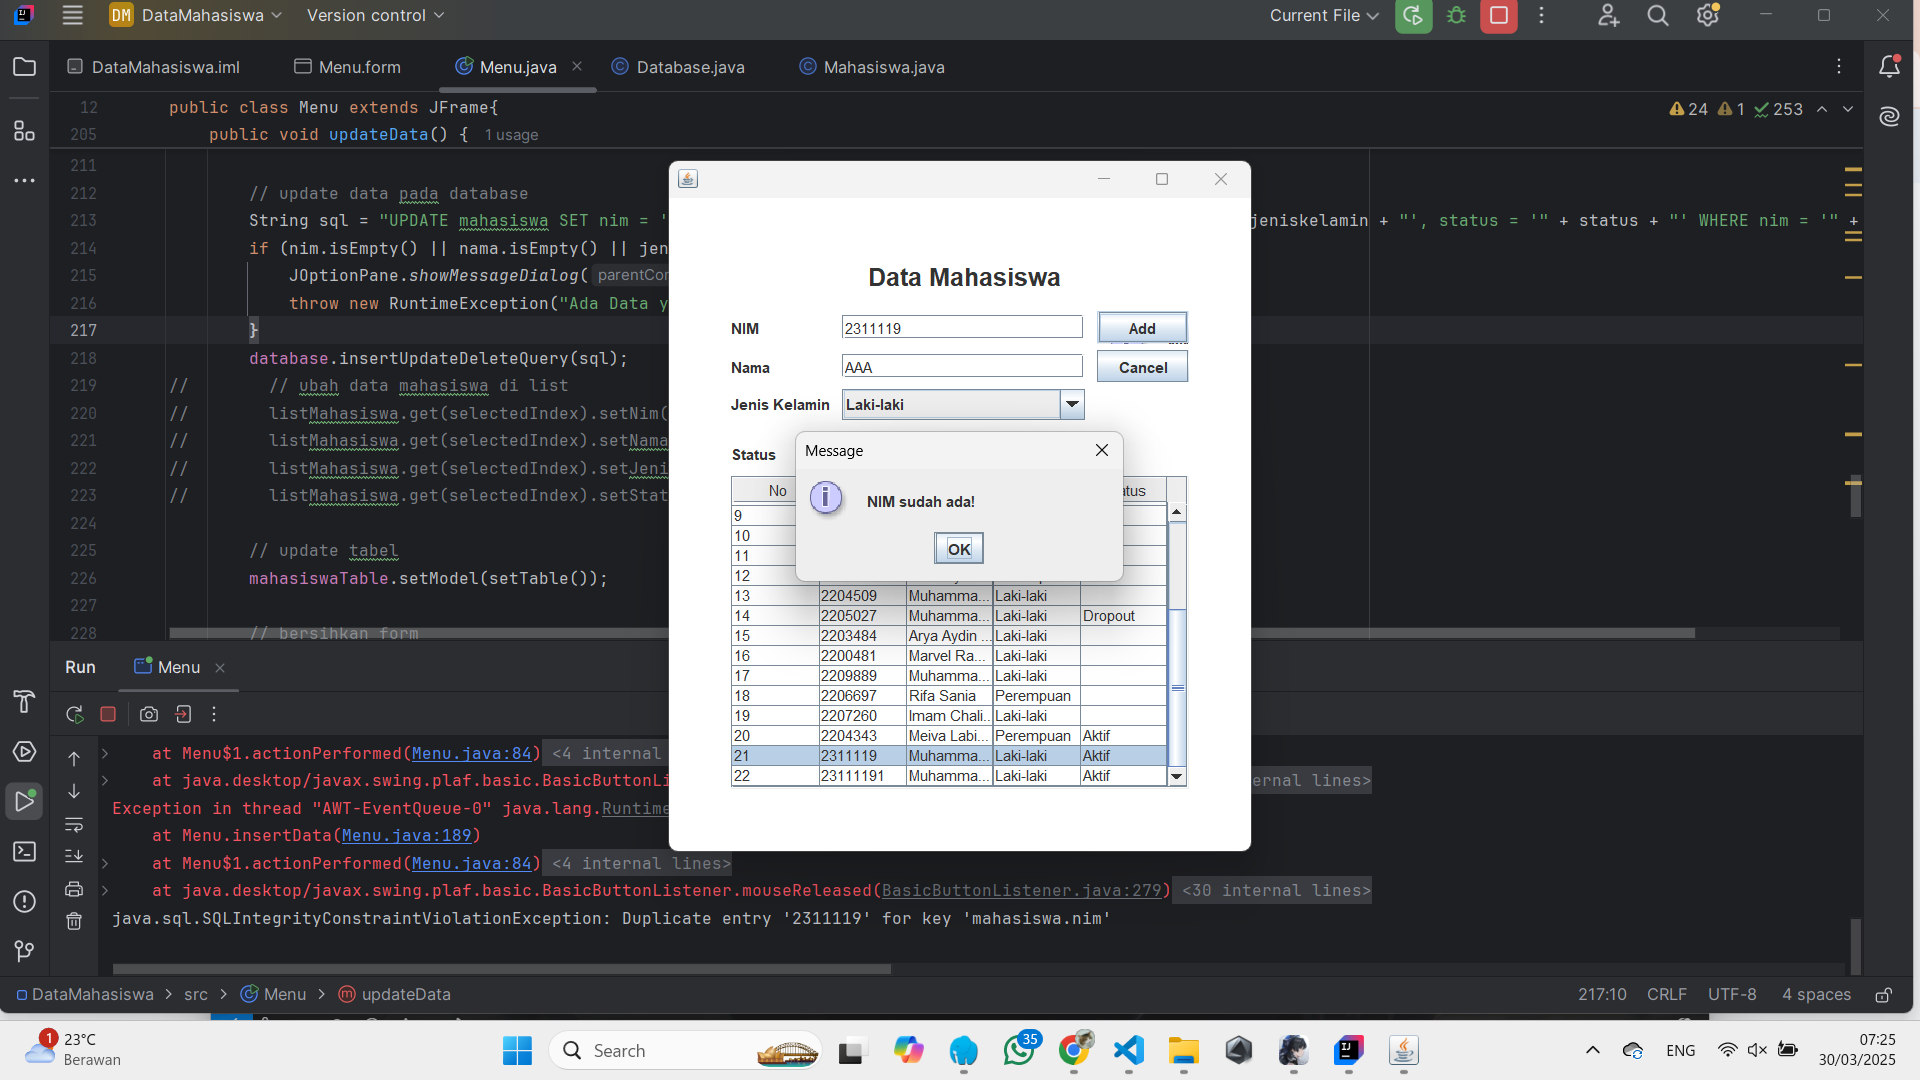 DM DataMahasiswa Version control Current File
DataMahasiswa.iml Menu.form Menu.java Database.java Mahasiswa.java
12 public class Menu extends JFrame{ 24 1 253
205 public void updateData() { 1 usage
211
212 // update data pada database
213 String sql = "UPDATE mahasiswa SET nim = ' jeniskelamin + "', status = '" + status + "' WHERE nim = '" +
214 if (nim.isEmpty() || nama.isEmpty() || jen
215 JOptionPane.showMessageDialog( parentCor
216 throw new RuntimeException("Ada Data y
217 }
218 database.insertUpdateDeleteQuery(sql);
219 // // ubah data mahasiswa di list
220 // listMahasiswa.get(selectedIndex).setNim(
221 // listMahasiswa.get(selectedIndex).setNama
222 // listMahasiswa.get(selectedIndex).setJeni
223 // listMahasiswa.get(selectedIndex).setStat
224
225 // update tabel
226 mahasiswaTable.setModel(setTable());
227
228 // bersihkan form
Data Mahasiswa
NIM 2311119 Add
Nama AAA Cancel
Jenis Kelamin Laki-laki
Status
Message
NIM sudah ada!
OK
No atus
9
10
11
12
13 2204509 Muhamma... Laki-laki
14 2205027 Muhamma... Laki-laki Dropout
15 2203484 Arya Aydin ... Laki-laki
16 2200481 Marvel Ra... Laki-laki
17 2209889 Muhamma... Laki-laki
18 2206697 Rifa Sania Perempuan
19 2207260 Imam Chali.. Laki-laki
20 2204343 Meiva Labi... Perempuan Aktif
21 2311119 Muhamma... Laki-laki Aktif
22 23111191 Muhamma... Laki-laki Aktif
Run Menu
at Menu$1.actionPerformed(Menu.java:84) <4 internal
at java.desktop/javax.swing.plaf.basic.BasicButtonLis ernal lines>
Exception in thread "AWT-EventQueue-0" java.lang.Runtime
at Menu.insertData(Menu.java:189)
at Menu$1.actionPerformed(Menu.java:84) <4 internal lines>
at java.desktop/javax.swing.plaf.basic.BasicButtonListener.mouseReleased(BasicButtonListener.java:279) <30 internal lines>
java.sql.SQLIntegrityConstraintViolationException: Duplicate entry '2311119' for key 'mahasiswa.nim'
DataMahasiswa > src > Menu > updateData 217:10 CRLF UTF-8 4 spaces
1 23°C
Berawan
Search
35
ENG
07:25
30/03/2025